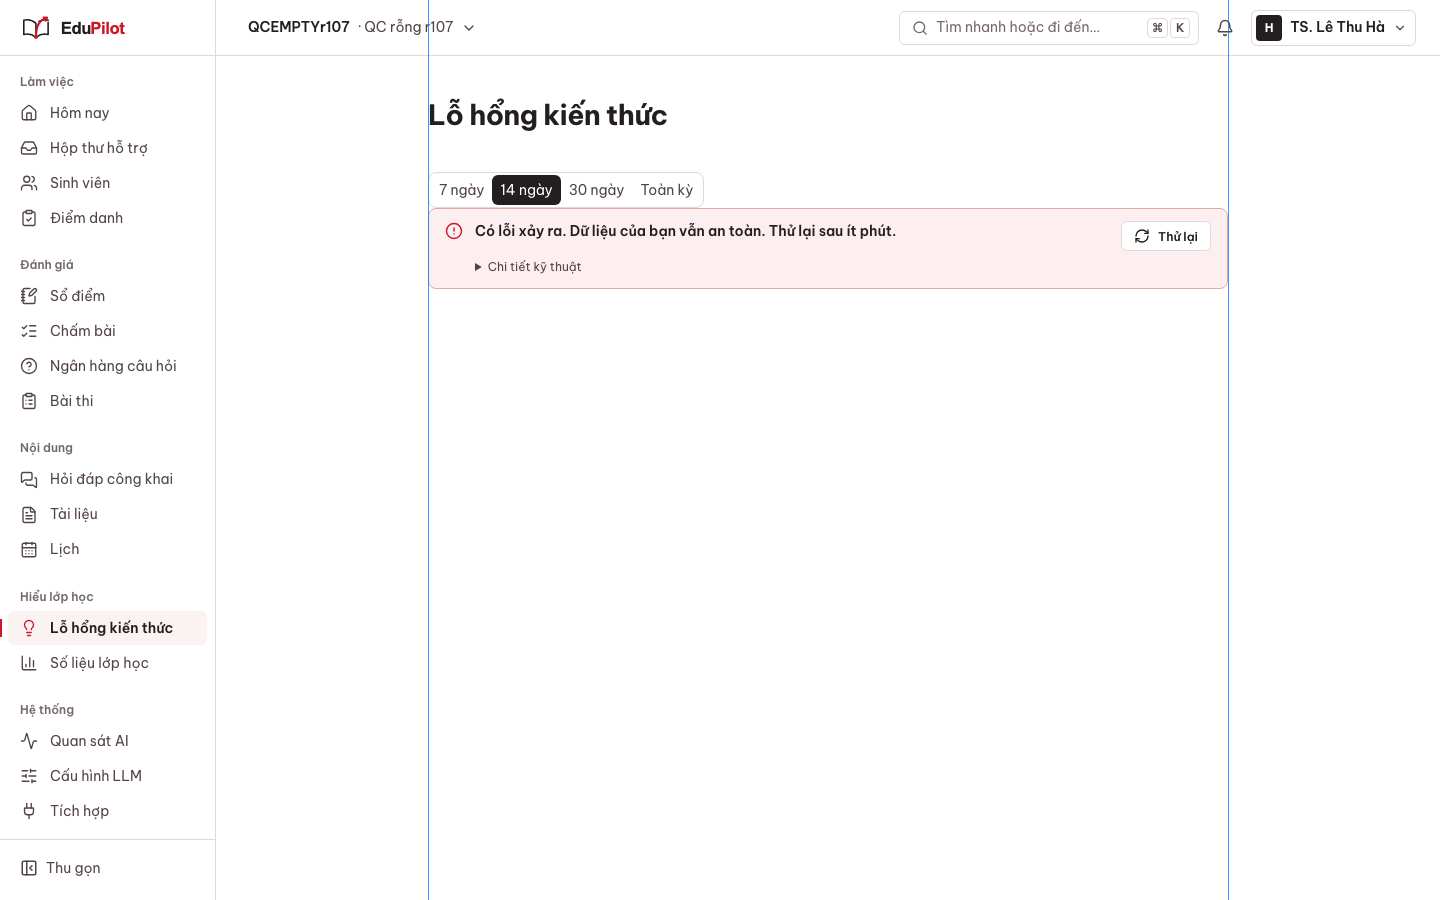 EduPilot
QCEMPTYr107 · QC rỗng r107
Tìm nhanh hoặc đi đến...
⌘ K
H
TS. Lê Thu Hà
Làm việc
Hôm nay
Hộp thư hỗ trợ
Sinh viên
Điểm danh
Đánh giá
Sổ điểm
Chấm bài
Ngân hàng câu hỏi
Bài thi
Nội dung
Hỏi đáp công khai
Tài liệu
Lịch
Hiểu lớp học
Lỗ hổng kiến thức
Số liệu lớp học
Hệ thống
Quan sát AI
Cấu hình LLM
Tích hợp
Thu gọn
Lỗ hổng kiến thức
7 ngày 14 ngày 30 ngày Toàn kỳ
Có lỗi xảy ra. Dữ liệu của bạn vẫn an toàn. Thử lại sau ít phút.
Thử lại
Chi tiết kỹ thuật